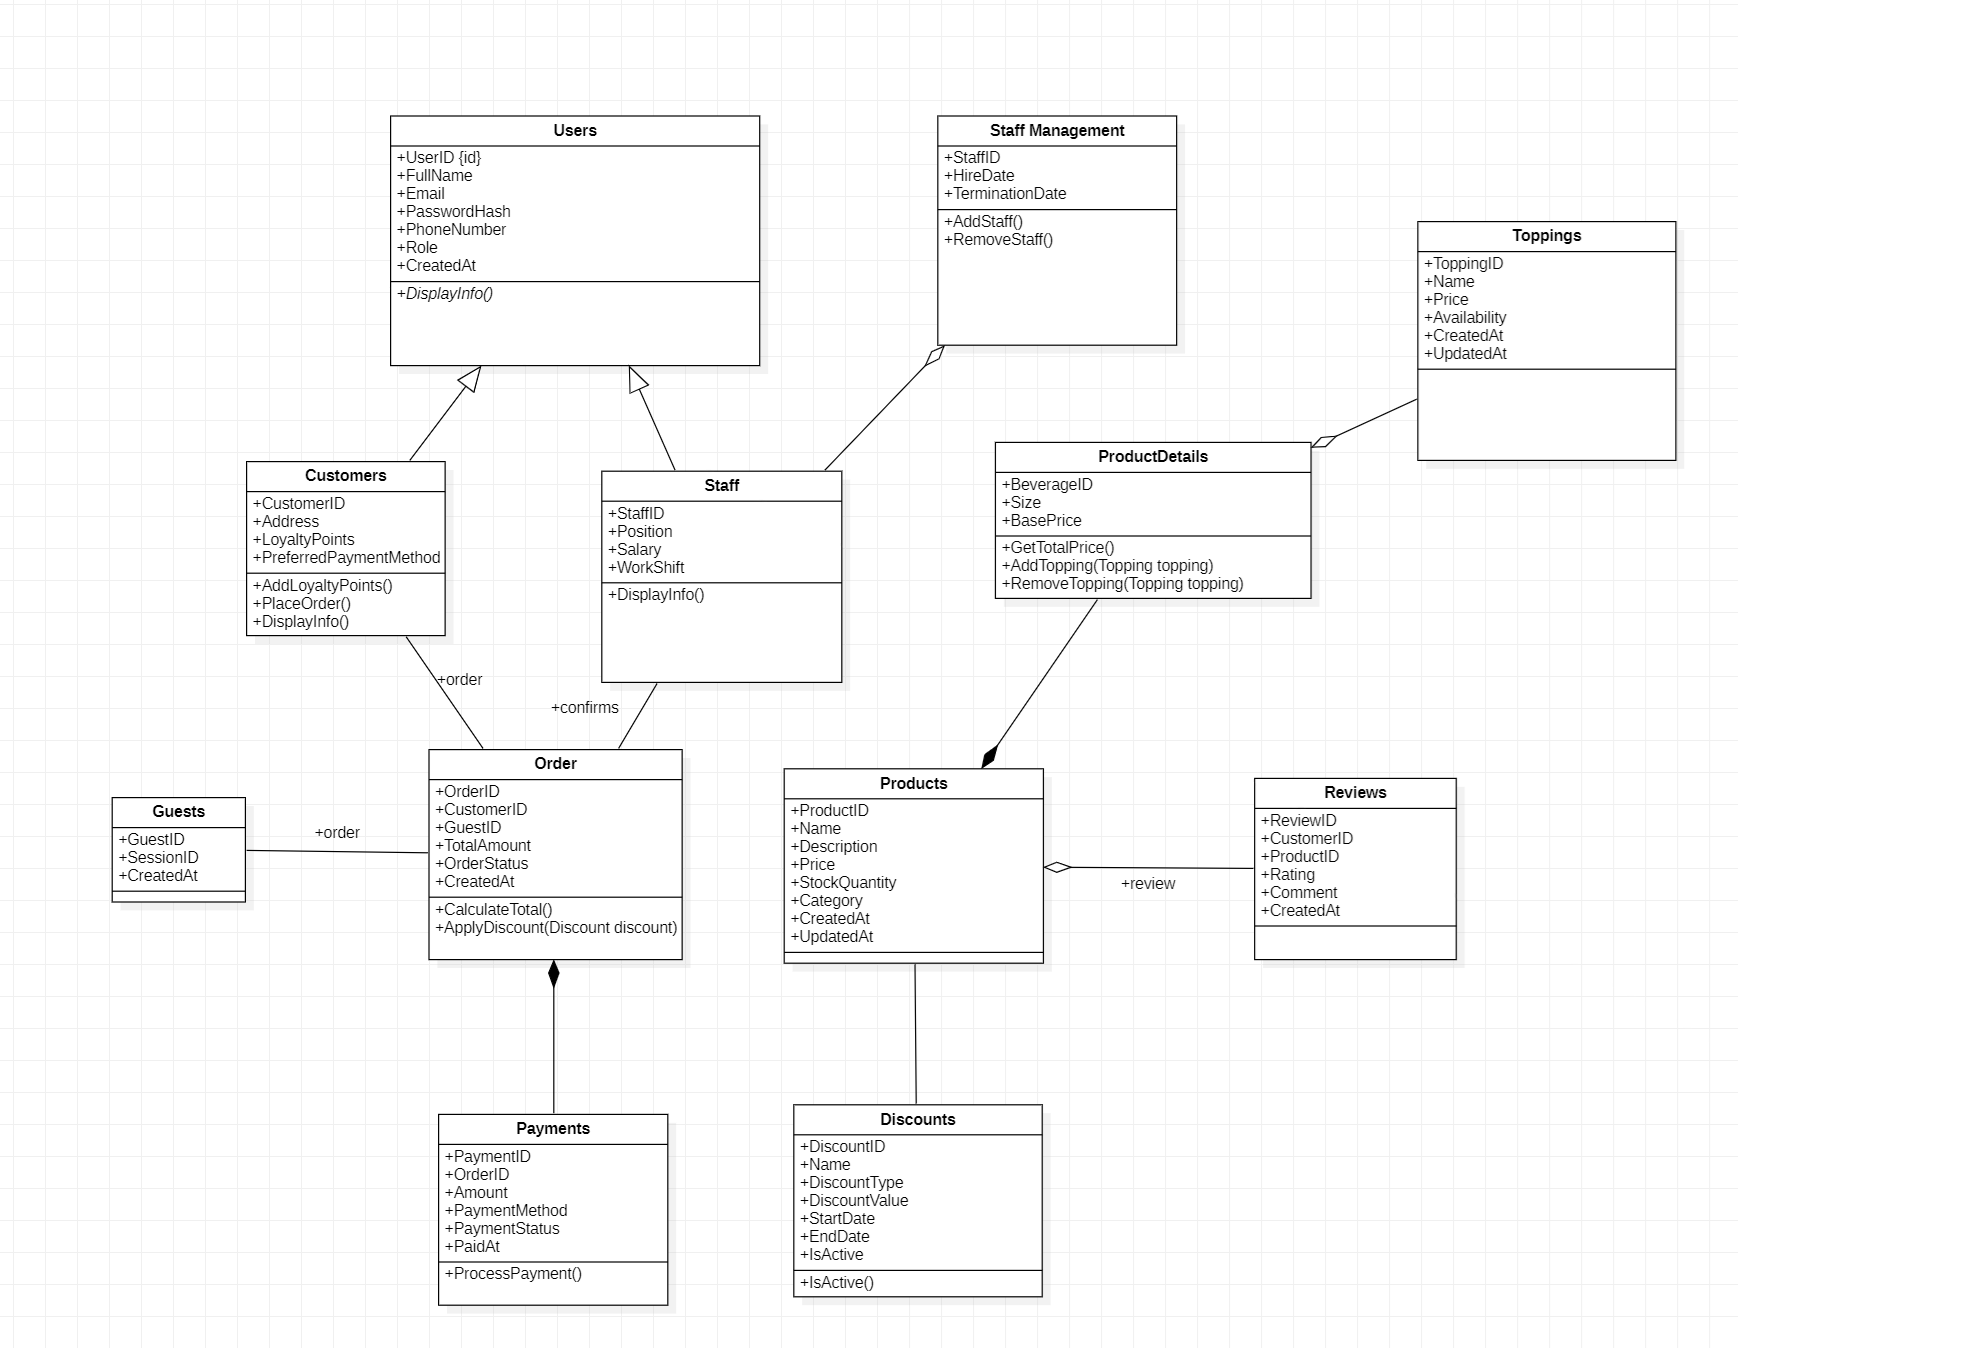 Users
+UserID {id}
+FullName
+Email
+PasswordHash
+PhoneNumber
+Role
+CreatedAt
+DisplayInfo()
Staff Management
+StaffID
+HireDate
+TerminationDate
+AddStaff()
+RemoveStaff()
Toppings
+ToppingID
+Name
+Price
+Availability
+CreatedAt
+UpdatedAt
Customers
+CustomerID
+Address
+LoyaltyPoints
+PreferredPaymentMethod
+AddLoyaltyPoints()
+PlaceOrder()
+DisplayInfo()
Staff
+StaffID
+Position
+Salary
+WorkShift
+DisplayInfo()
ProductDetails
+BeverageID
+Size
+BasePrice
+GetTotalPrice()
+AddTopping(Topping topping)
+RemoveTopping(Topping topping)
+order
+confirms
Guests
+GuestID
+SessionID
+CreatedAt
+order
Order
+OrderID
+CustomerID
+GuestID
+TotalAmount
+OrderStatus
+CreatedAt
+CalculateTotal()
+ApplyDiscount(Discount discount)
Products
+ProductID
+Name
+Description
+Price
+StockQuantity
+Category
+CreatedAt
+UpdatedAt
+review
Reviews
+ReviewID
+CustomerID
+ProductID
+Rating
+Comment
+CreatedAt
Payments
+PaymentID
+OrderID
+Amount
+PaymentMethod
+PaymentStatus
+PaidAt
+ProcessPayment()
Discounts
+DiscountID
+Name
+DiscountType
+DiscountValue
+StartDate
+EndDate
+IsActive
+IsActive()